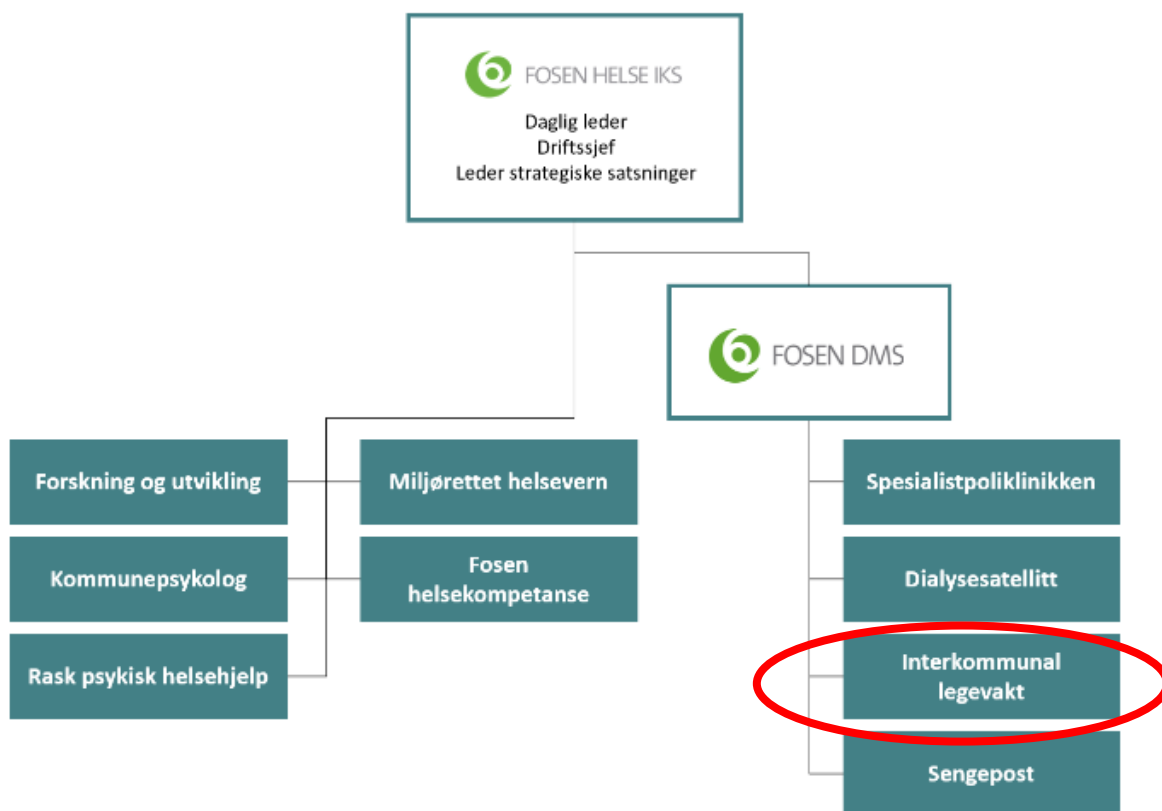 FOSEN HELSE IKS
Daglig leder
Driftssjef
Leder strategiske satsninger
FOSEN DMS
Forskning og utvikling
Miljørettet helsevern
Kommunepsykolog
Fosen
helsekompetanse
Rask psykisk helsehjelp
Spesialistpoliklinikken
Dialysesatellitt
Interkommunal
legevakt
Sengepost